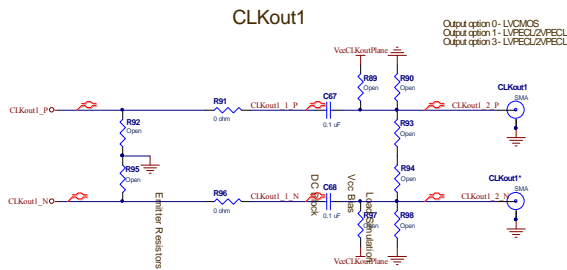 CLKout1
Output option 0 - LVCMOS
Output option 1 - LVPECL/2VPECL
Output option 3 - LVPECL/2VPECL
VccCLKoutPlane
R89
Open
R90
Open
CLKout1
SMA
CLKout1_P
R91
0 ohm
CLKout1_1_P
C67
0.1 uF
CLKout1_2_P
R92
Open
R93
Open
R95
Open
R94
Open
CLKout1*
SMA
CLKout1_N
R96
0 ohm
CLKout1_1_N
C68
0.1 uF
CLKout1_2_N
R97
Open
R98
Open
VccCLKoutPlane
Emitter Resistors
DC Block
Vcc Bias
Load Simulation